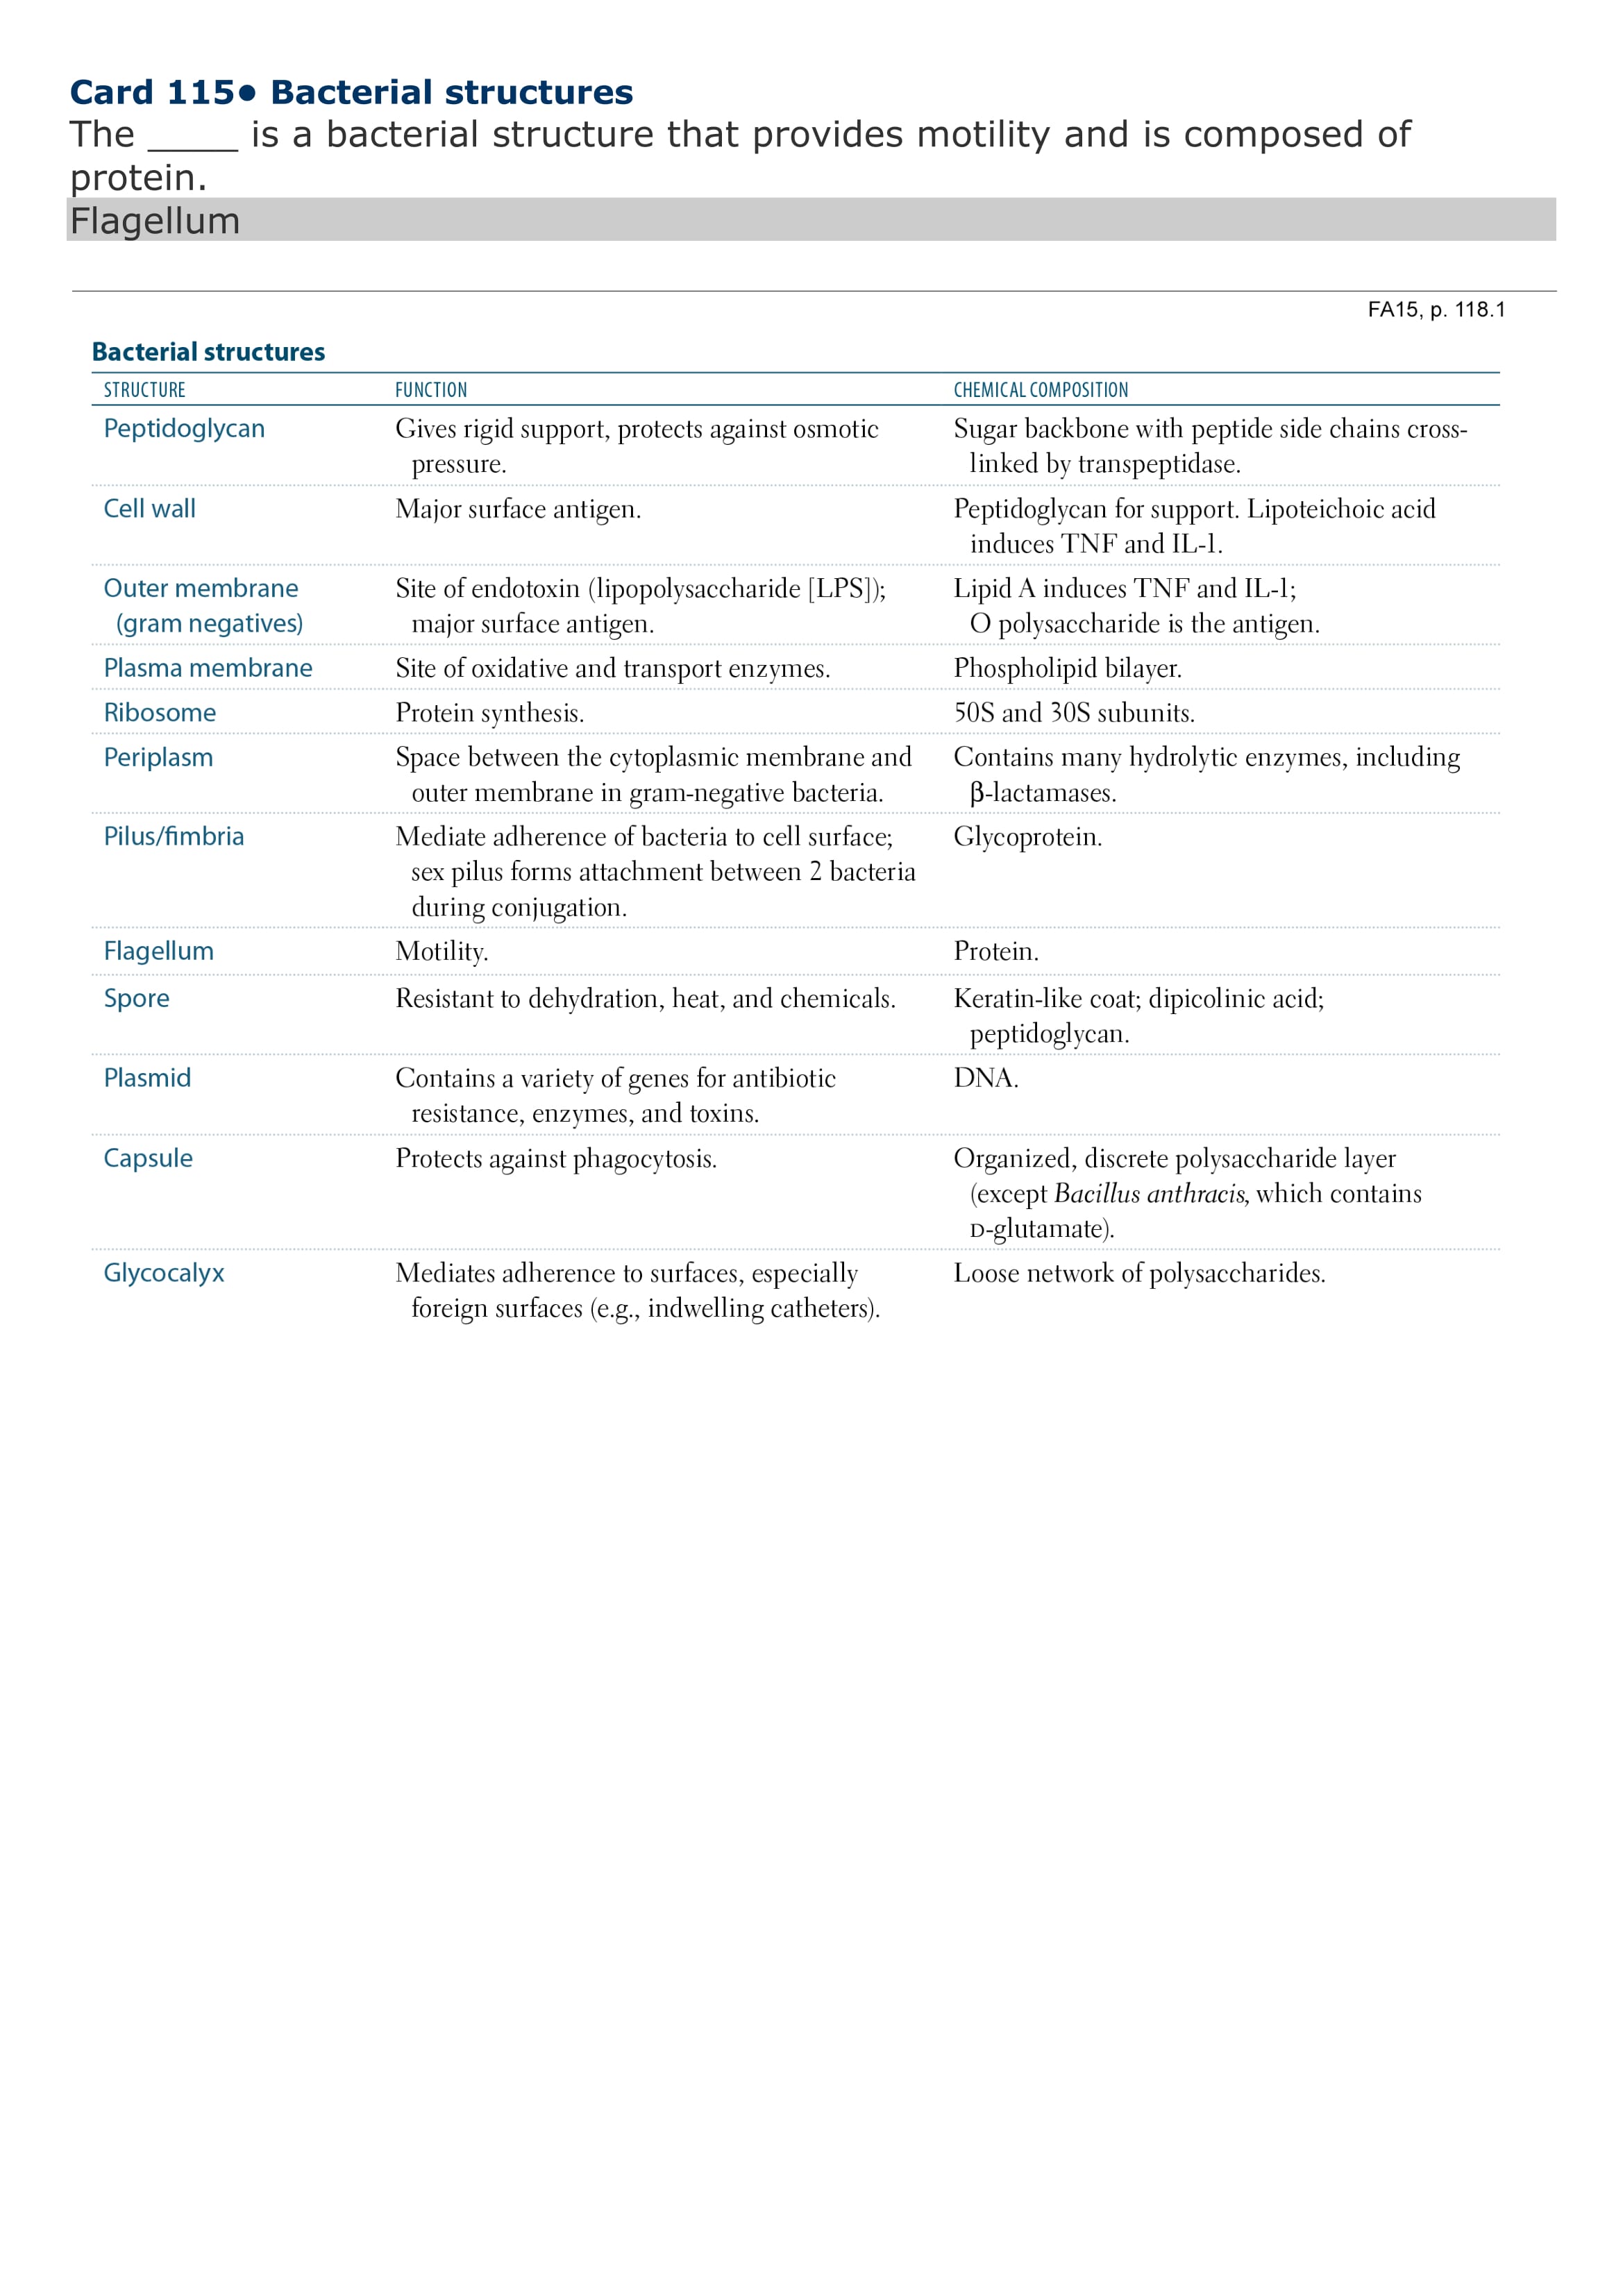 Card 115• Bacterial structures
The _____ is a bacterial structure that provides motility and is composed of
protein.
Flagellum
FA15, p. 118.1
Bacterial structures
STRUCTURE FUNCTION CHEMICAL COMPOSITION
Peptidoglycan Gives rigid support, protects against osmotic Sugar backbone with peptide side chains cross-
pressure. linked by transpeptidase.
Cell wall Major surface antigen. Peptidoglycan for support. Lipoteichoic acid
induces TNF and IL-1.
Outer membrane Site of endotoxin (lipopolysaccharide [LPS]); Lipid A induces TNF and IL-1;
(gram negatives) major surface antigen. O polysaccharide is the antigen.
Plasma membrane Site of oxidative and transport enzymes. Phospholipid bilayer.
Ribosome Protein synthesis. 50S and 30S subunits.
Periplasm Space between the cytoplasmic membrane and Contains many hydrolytic enzymes, including
outer membrane in gram-negative bacteria. β-lactamases.
Pilus/fimbria Mediate adherence of bacteria to cell surface; Glycoprotein.
sex pilus forms attachment between 2 bacteria
during conjugation.
Flagellum Motility. Protein.
Spore Resistant to dehydration, heat, and chemicals. Keratin-like coat; dipicolinic acid;
peptidoglycan.
Plasmid Contains a variety of genes for antibiotic DNA.
resistance, enzymes, and toxins.
Capsule Protects against phagocytosis. Organized, discrete polysaccharide layer
(except Bacillus anthracis, which contains
D-glutamate).
Glycocalyx Mediates adherence to surfaces, especially Loose network of polysaccharides.
foreign surfaces (e.g., indwelling catheters).